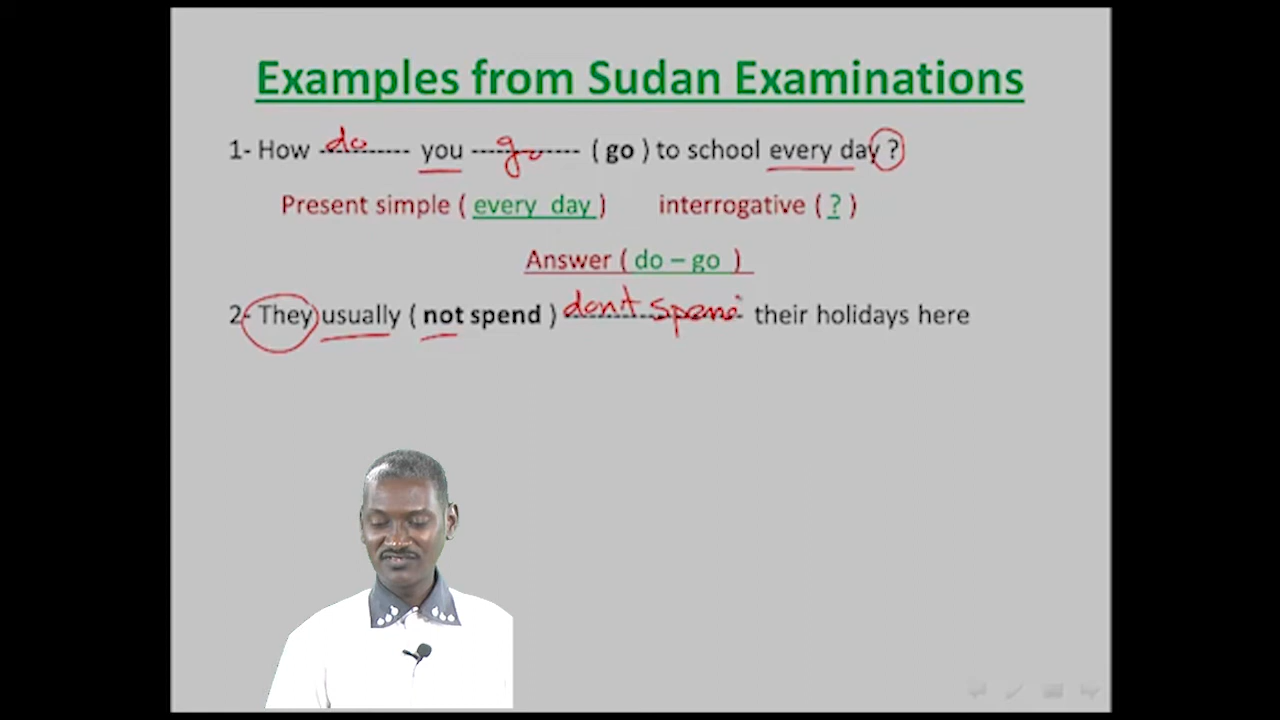 Examples from Sudan Examinations
1- How ---do--- you ---go--- ( go ) to school every day ?
Present simple ( every day ) interrogative ( ? )
Answer ( do – go )
2- They usually ( not spend ) ---don't spend--- their holidays here